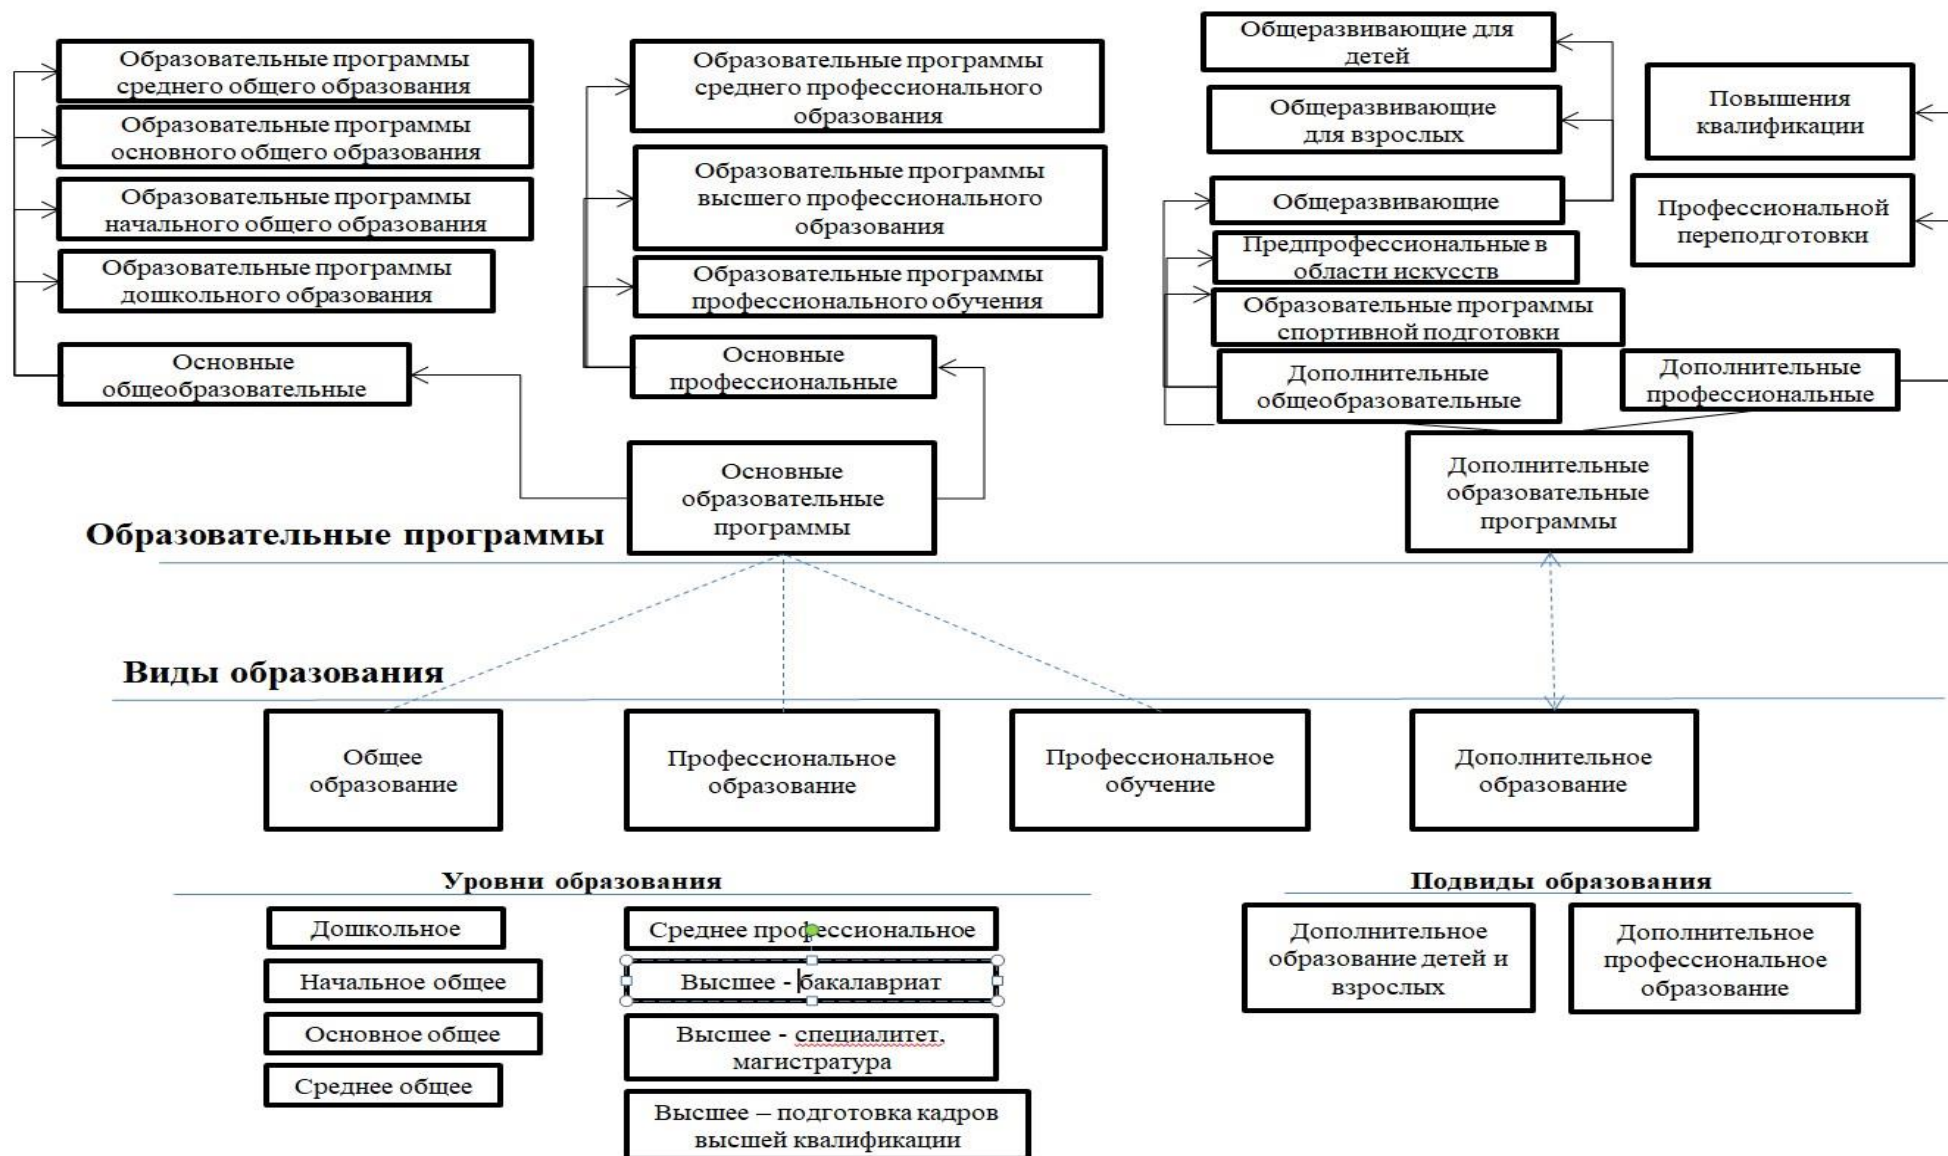 Образовательные программы
среднего общего образования
Образовательные программы
основного общего образования
Образовательные программы
начального общего образования
Образовательные программы
дошкольного образования
Основные
общеобразовательные
Образовательные программы
среднего профессионального
образования
Образовательные программы
высшего профессионального
образования
Образовательные программы
профессионального обучения
Основные
профессиональные
Основные
образовательные
программы
Общеразвивающие для
детей
Общеразвивающие
для взрослых
Общеразвивающие
Предпрофессиональные в
области искусств
Образовательные программы
спортивной подготовки
Дополнительные
общеобразовательные
Повышения
квалификации
Профессиональной
переподготовки
Дополнительные
профессиональные
Дополнительные
образовательные
программы
Образовательные программы
Виды образования
Общее
образование
Профессиональное
образование
Профессиональное
обучение
Дополнительное
образование
Уровни образования
Дошкольное
Начальное общее
Основное общее
Среднее общее
Среднее профессиональное
Высшее - бакалавриат
Высшее - специалитет,
магистратура
Высшее – подготовка кадров
высшей квалификации
Подвиды образования
Дополнительное
образование детей и
взрослых
Дополнительное
профессиональное
образование